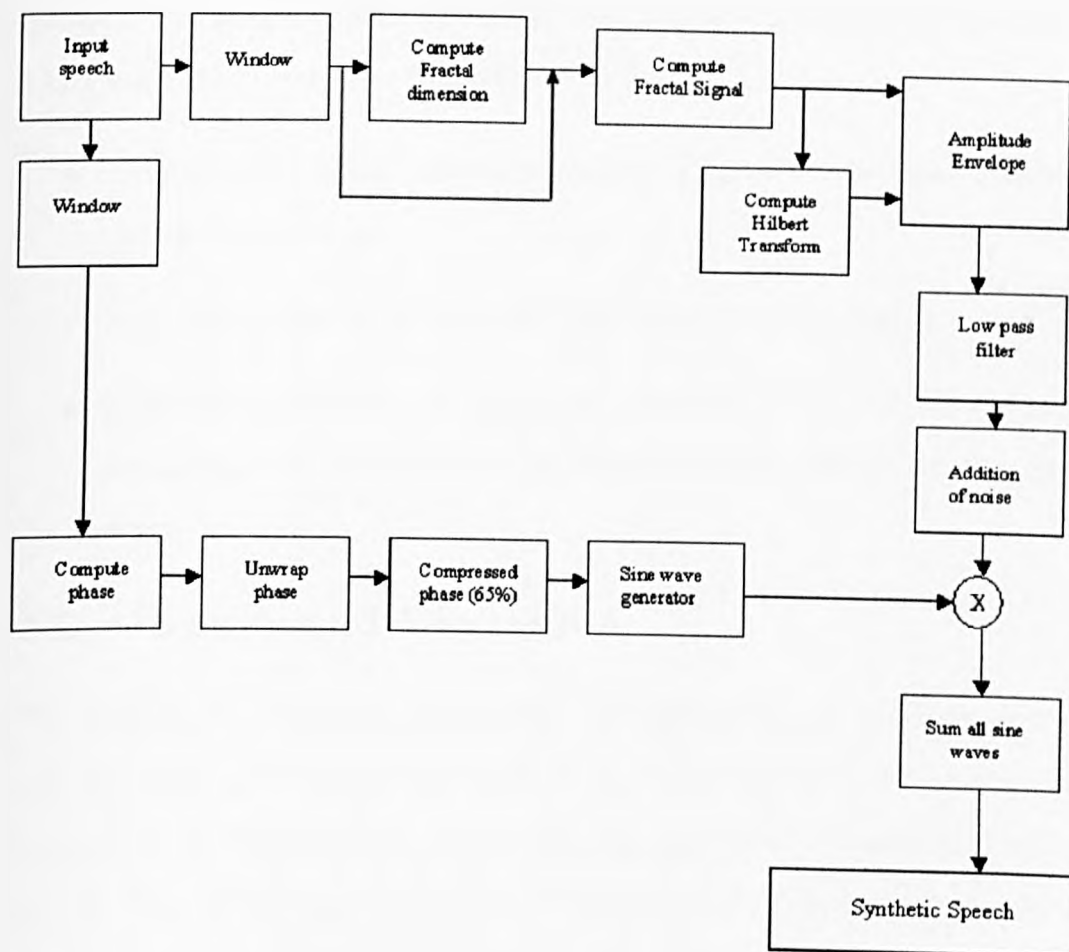 Input
speech
Window
Compute
Fractal
dimension
Compute
Fractal Signal
Amplitude
Envelope
Window
Compute
Hilbert
Transform
Low pass
filter
Addition
of noise
Compute
phase
Unwrap
phase
Compressed
phase (65%)
Sine wave
generator
X
Sum all sine
waves
Synthetic Speech